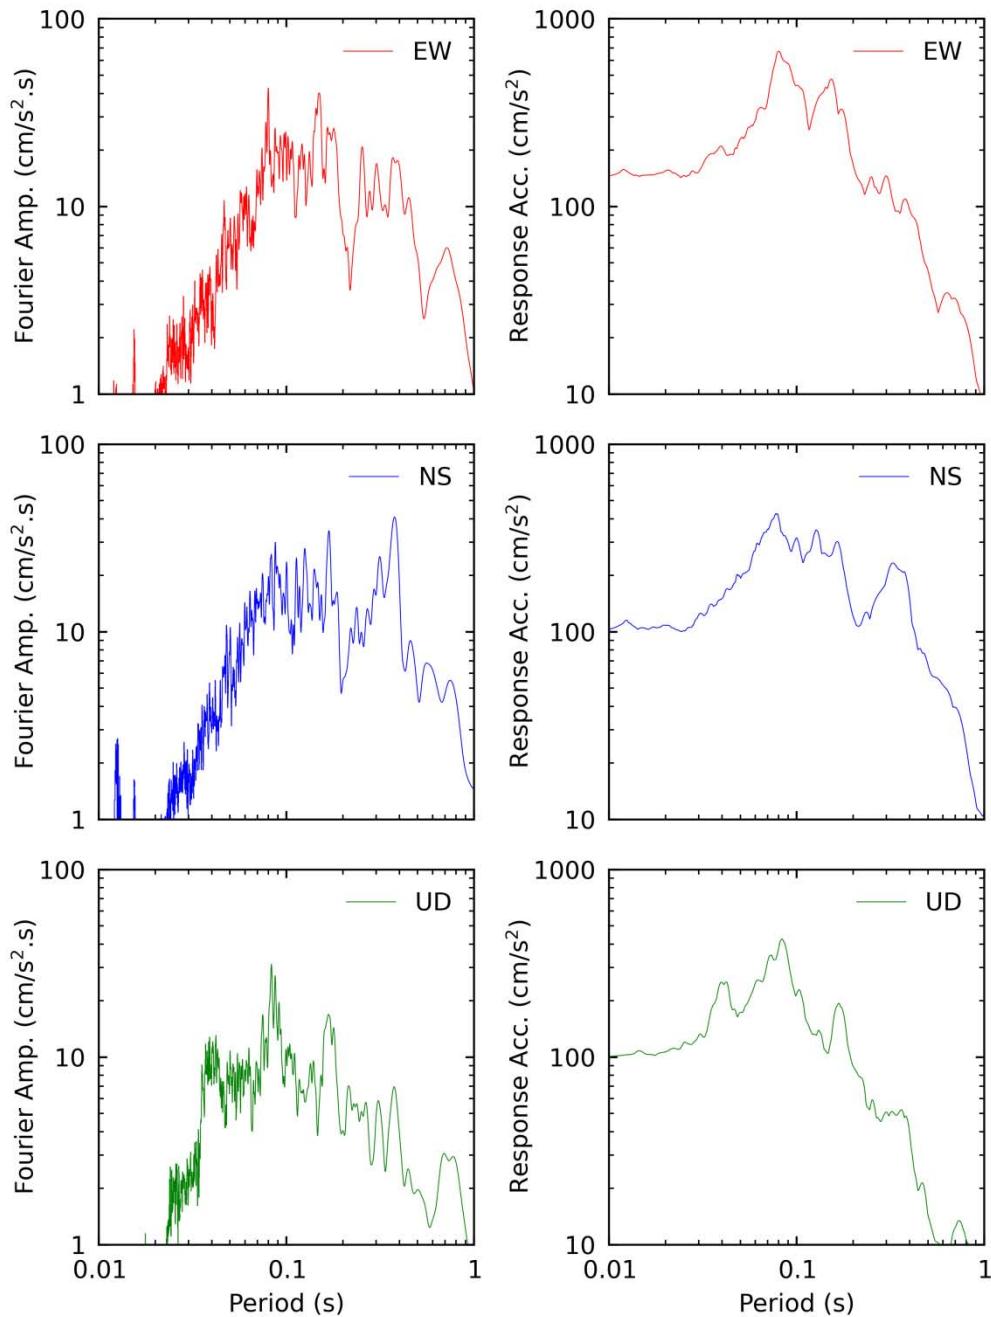 100
EW
10
1
Fourier Amp. (cm/s².s)
1000
EW
100
10
Response Acc. (cm/s²)
100
NS
10
1
Fourier Amp. (cm/s².s)
1000
NS
100
10
Response Acc. (cm/s²)
100
UD
10
1
Fourier Amp. (cm/s².s)
0.01 0.1 1
Period (s)
1000
UD
100
10
Response Acc. (cm/s²)
0.01 0.1 1
Period (s)